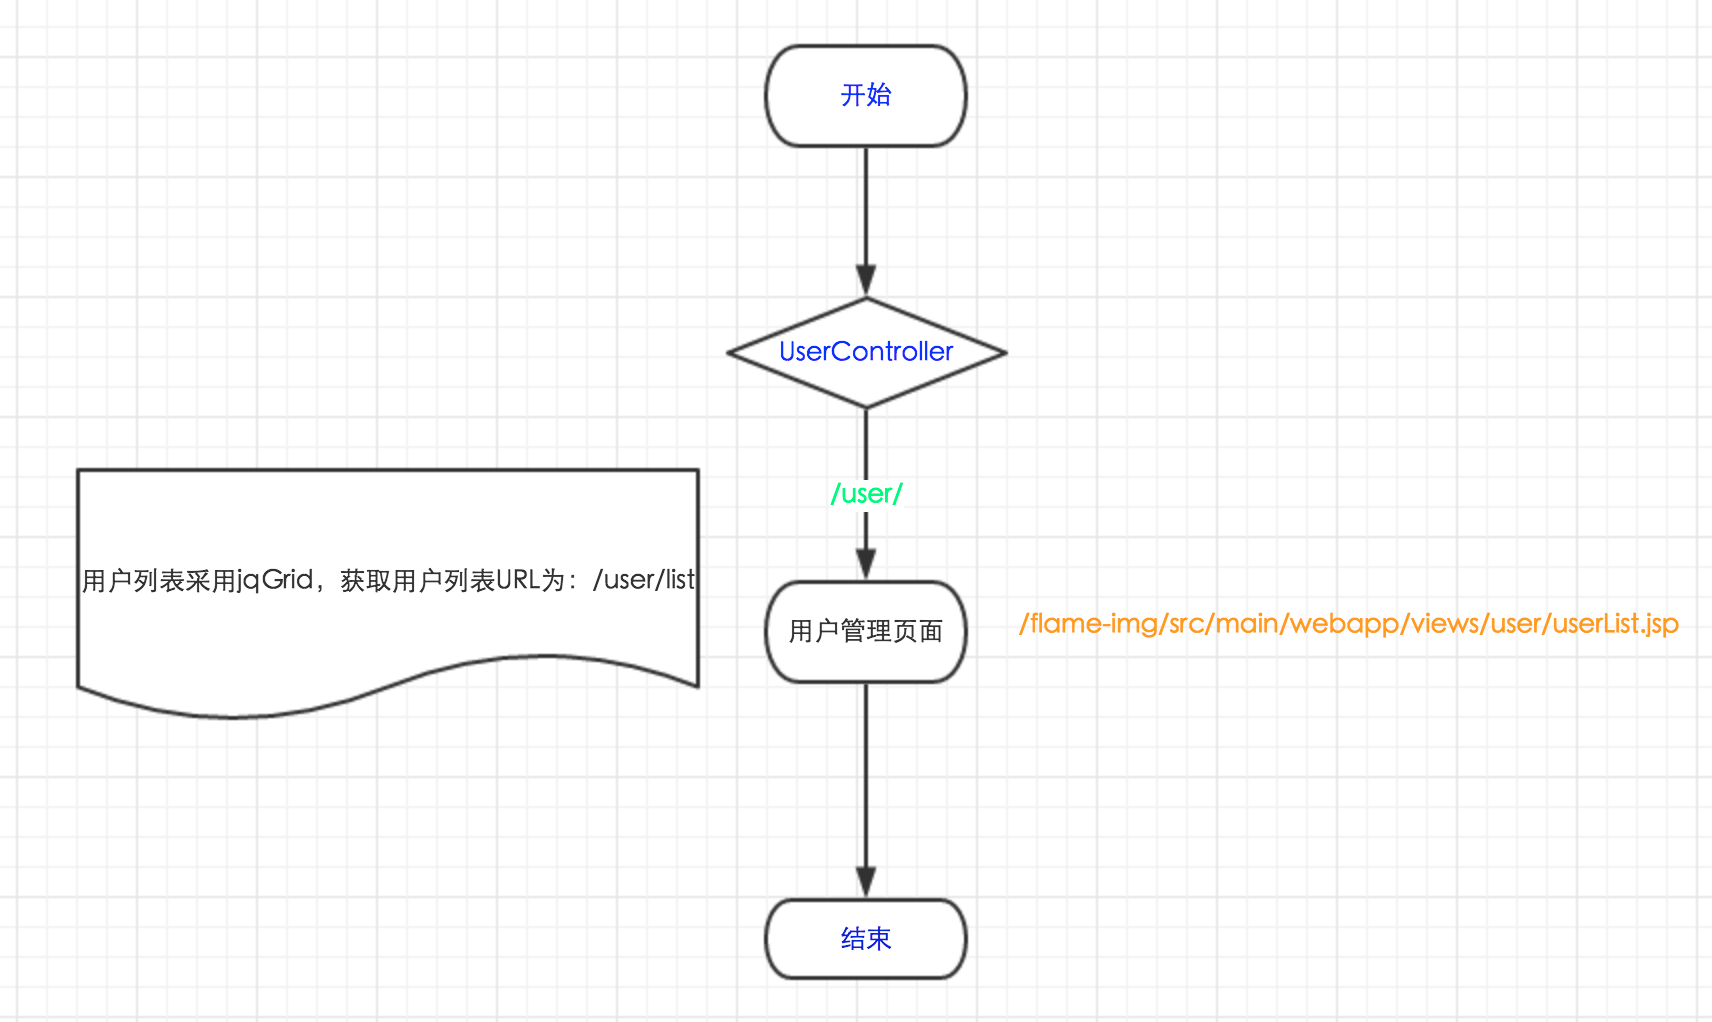 开始
UserController
/user/
用户列表采用jqGrid，获取用户列表URL为：/user/list
用户管理页面
/flame-img/src/main/webapp/views/user/userList.jsp
结束